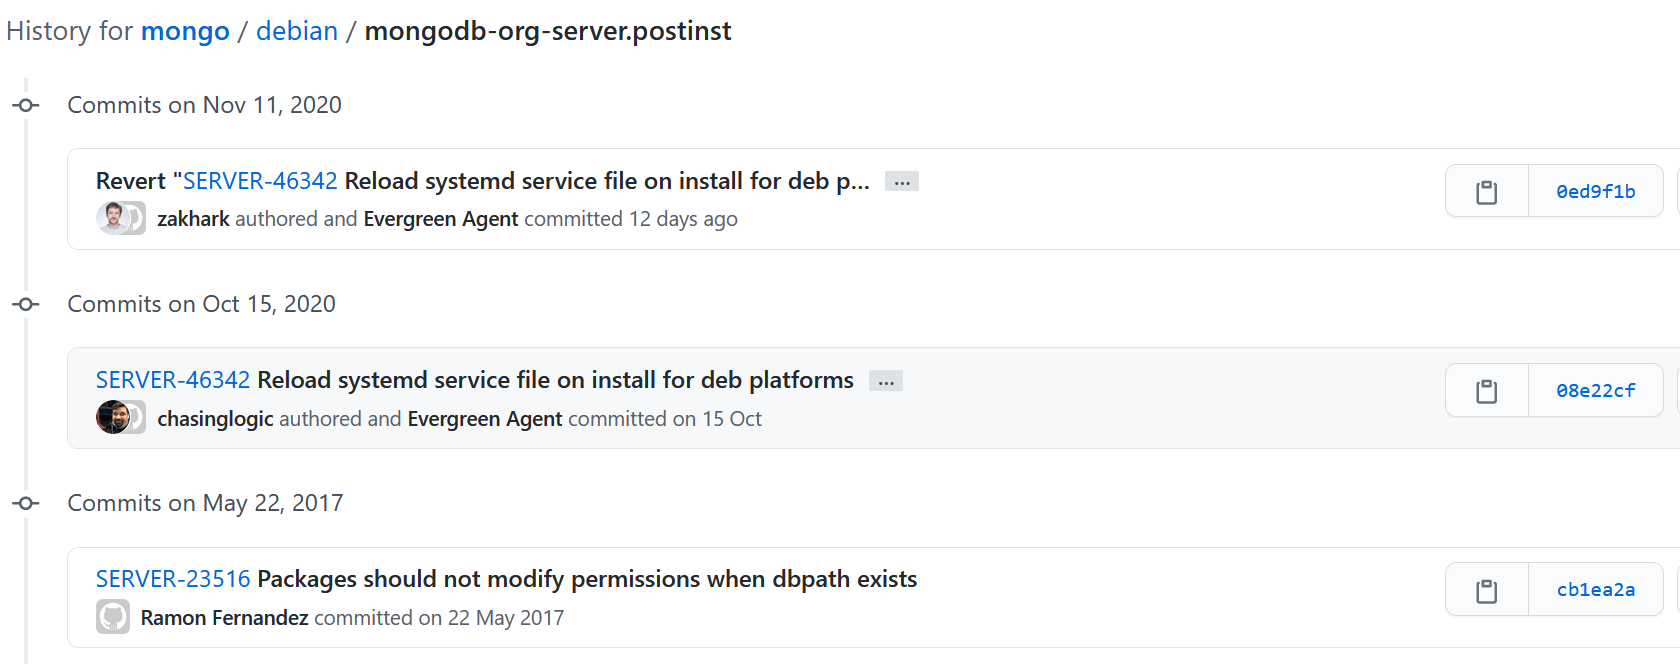 History for mongo / debian / mongodb-org-server.postinst
Commits on Nov 11, 2020
Revert "SERVER-46342 Reload systemd service file on install for deb p... ...
0ed9f1b
zakhark authored and Evergreen Agent committed 12 days ago
Commits on Oct 15, 2020
SERVER-46342 Reload systemd service file on install for deb platforms ...
08e22cf
chasinglogic authored and Evergreen Agent committed on 15 Oct
Commits on May 22, 2017
SERVER-23516 Packages should not modify permissions when dbpath exists
cb1ea2a
Ramon Fernandez committed on 22 May 2017